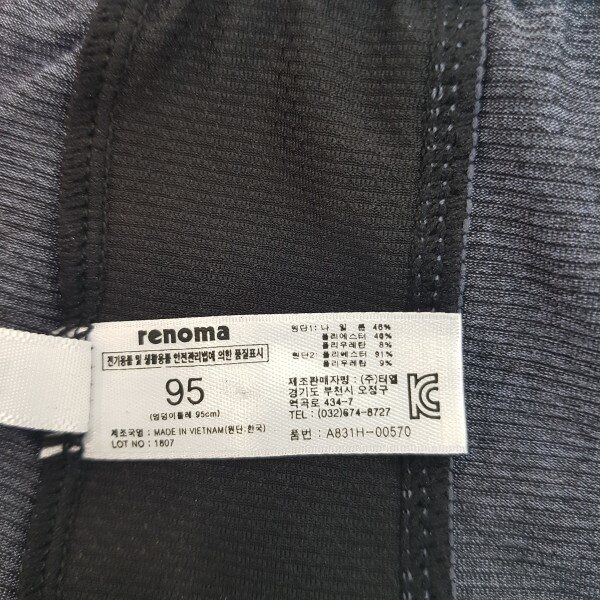 renoma
전기용품 및 생활용품 안전관리법에 의한 품질표시
95
(엉덩이둘레 95cm)
제조국명 : MADE IN VIETNAM(원단:한국)
LOT NO : 1807
원단1 : 나 일 론 46%
폴리에스터 46%
폴리우레탄 8%
원단2 : 폴리에스터 91%
폴리우레탄 9%
제조판매자명 : (주)터엘
경기도 부천시 오정구
역곡로 434-7
TEL : (032)674-8727
품번 : A831H-00570